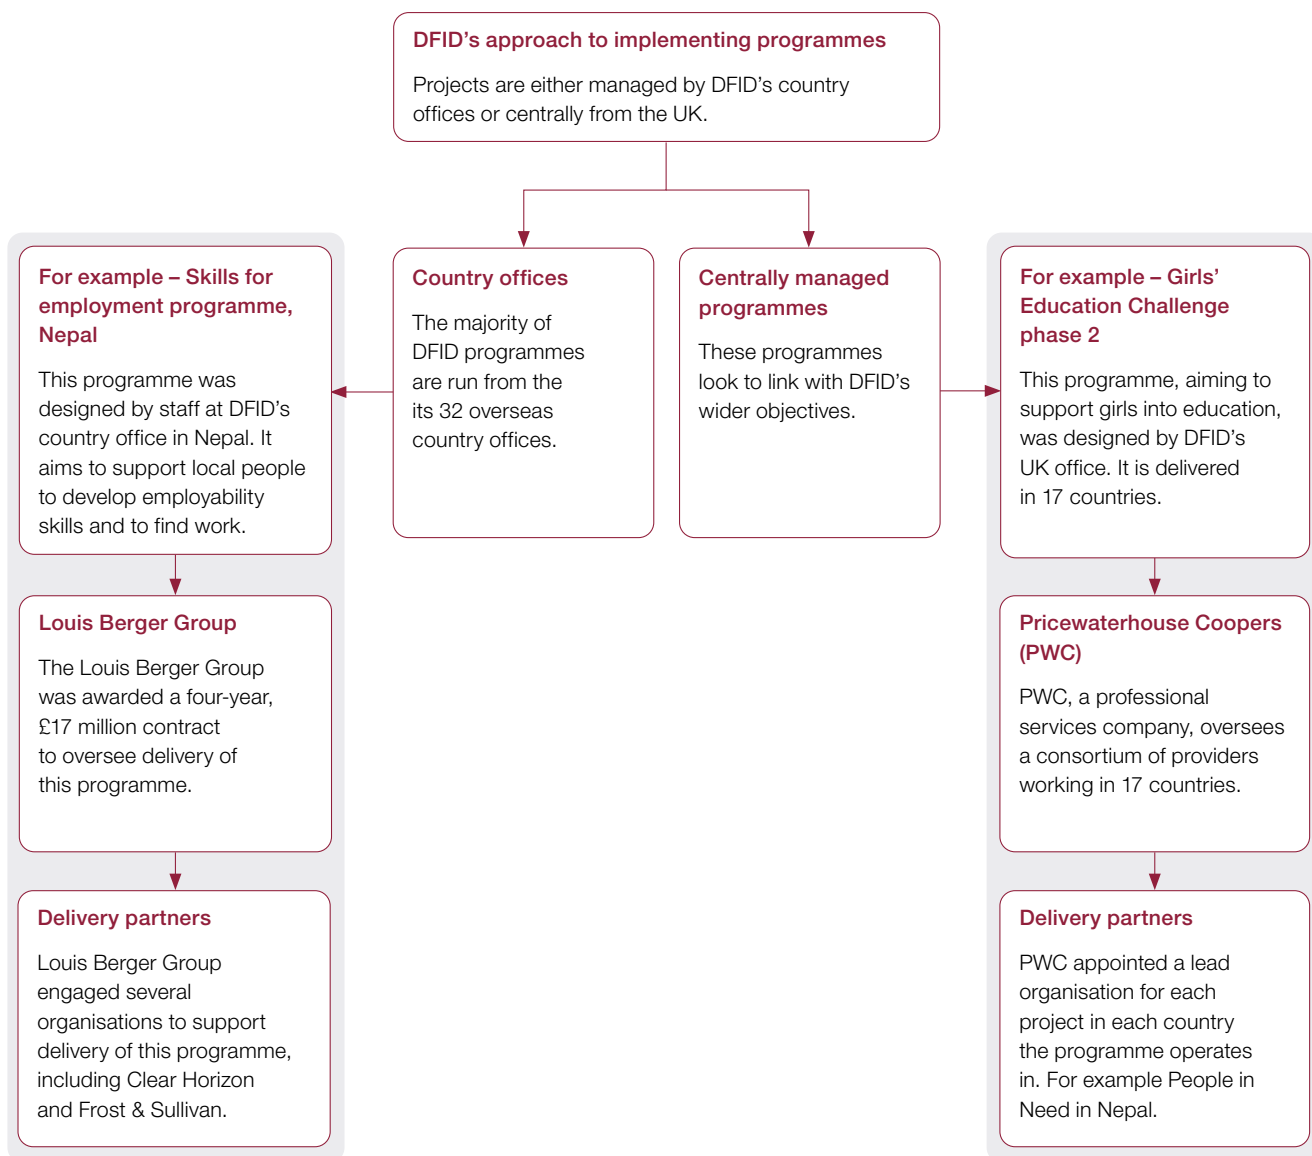 DFID’s approach to implementing programmes
Projects are either managed by DFID’s country
offices or centrally from the UK.
For example – Skills for
employment programme,
Nepal
This programme was
designed by staff at DFID’s
country office in Nepal. It
aims to support local people
to develop employability
skills and to find work.
Country offices
The majority of
DFID programmes
are run from the
its 32 overseas
country offices.
Centrally managed
programmes
These programmes
look to link with DFID’s
wider objectives.
For example – Girls’
Education Challenge
phase 2
This programme, aiming to
support girls into education,
was designed by DFID’s
UK office. It is delivered
in 17 countries.
Louis Berger Group
The Louis Berger Group
was awarded a four-year,
£17 million contract
to oversee delivery of
this programme.
Pricewaterhouse Coopers
(PWC)
PWC, a professional
services company, oversees
a consortium of providers
working in 17 countries.
Delivery partners
Louis Berger Group
engaged several
organisations to support
delivery of this programme,
including Clear Horizon
and Frost & Sullivan.
Delivery partners
PWC appointed a lead
organisation for each
project in each country
the programme operates
in. For example People in
Need in Nepal.